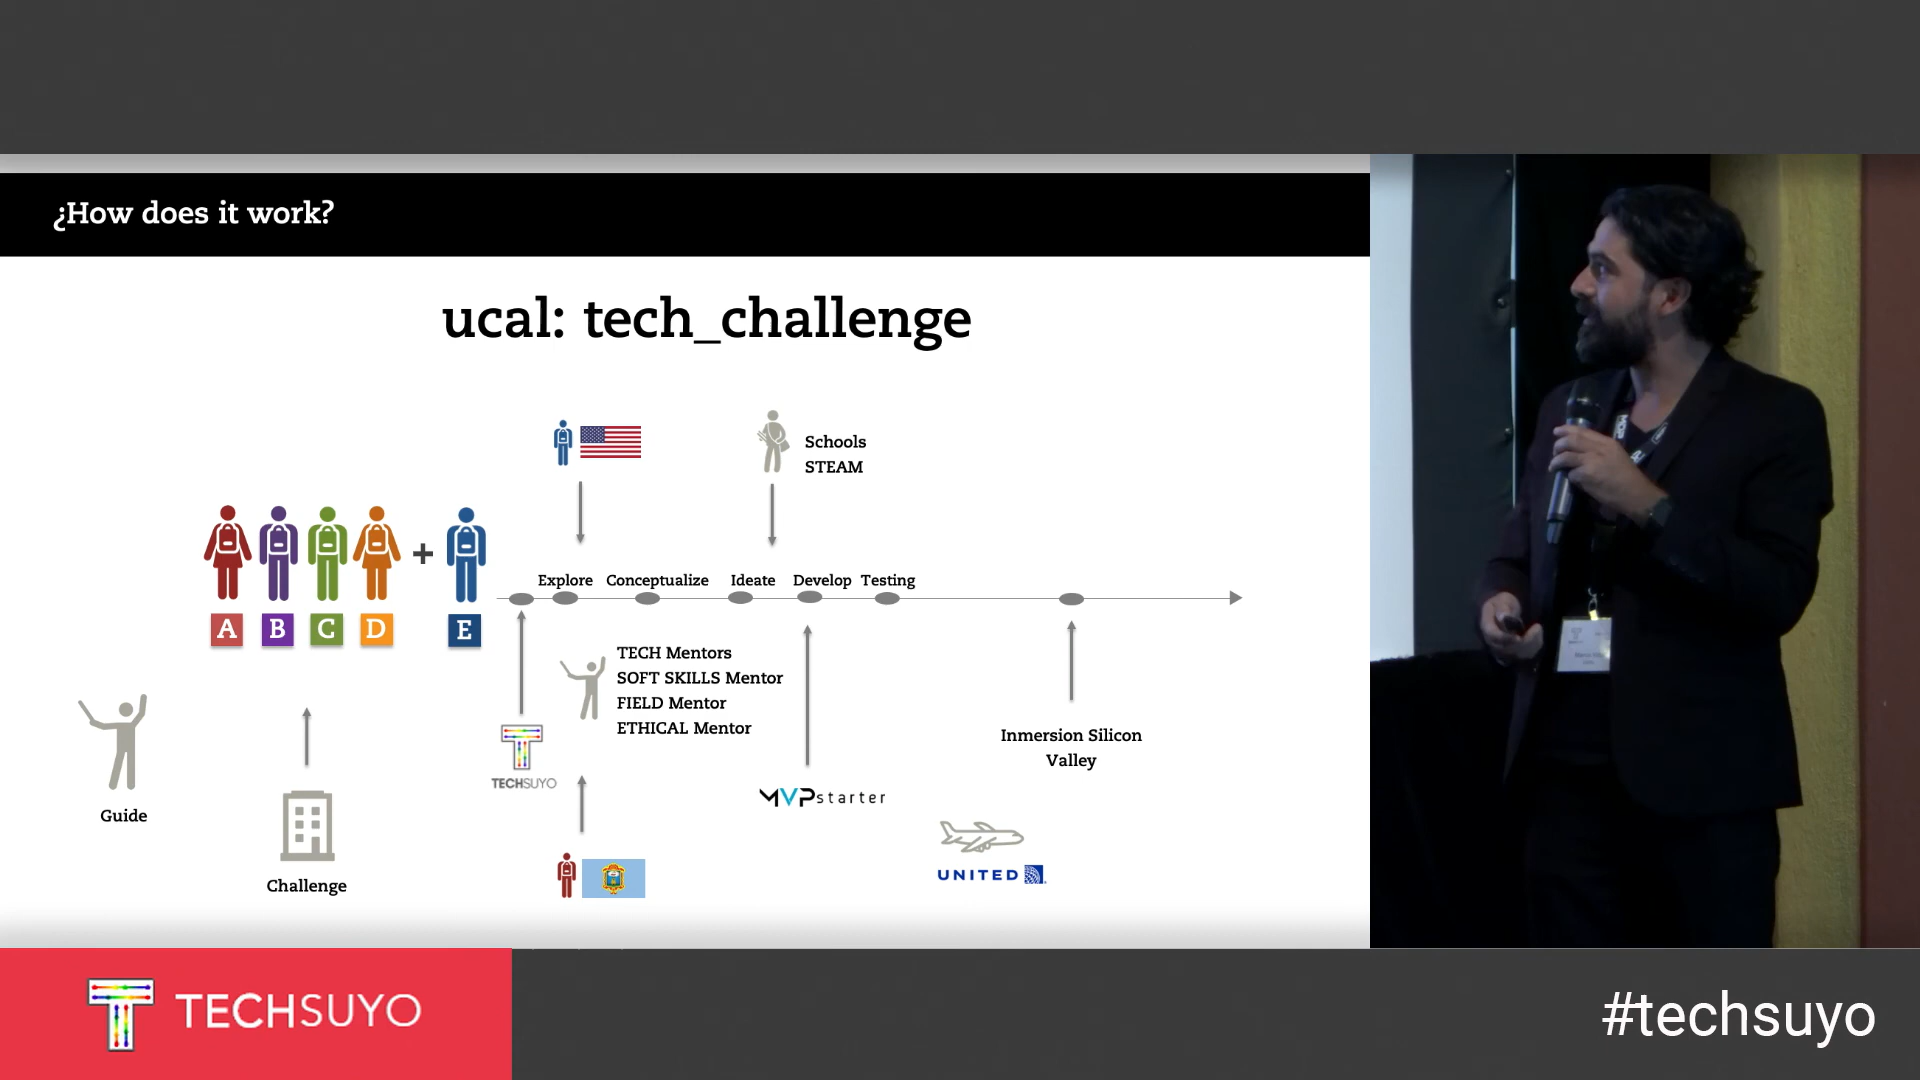 ¿How does it work?
ucal: tech_challenge
Schools
STEAM
A B C D + E
Explore Conceptualize Ideate Develop Testing
TECH Mentors
SOFT SKILLS Mentor
FIELD Mentor
ETHICAL Mentor
TECHSUYO
MVPstarter
Inmersion Silicon
Valley
Guide
Challenge
UNITED
TECHSUYO
#techsuyo